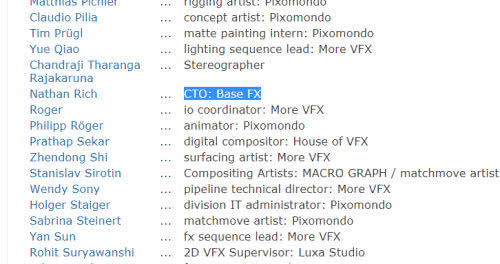 Matthias Pichler ... rigging artist: Pixomondo
Claudio Pilia ... concept artist: Pixomondo
Tim Prügl ... matte painting intern: Pixomondo
Yue Qiao ... lighting sequence lead: More VFX
Chandraji Tharanga ... Stereographer
Rajakaruna
Nathan Rich ... CTO: Base FX
Roger ... io coordinator: More VFX
Philipp Röger ... animator: Pixomondo
Prathap Sekar ... digital compositor: House of VFX
Zhendong Shi ... surfacing artist: More VFX
Stanislav Sirotin ... Compositing Artists: MACRO GRAPH / matchmove artist
Wendy Sony ... pipeline technical director: More VFX
Holger Staiger ... division IT administrator: Pixomondo
Sabrina Steinert ... matchmove artist: Pixomondo
Yan Sun ... fx sequence lead: More VFX
Rohit Suryawanshi ... 2D VFX Supervisor: Luxa Studio